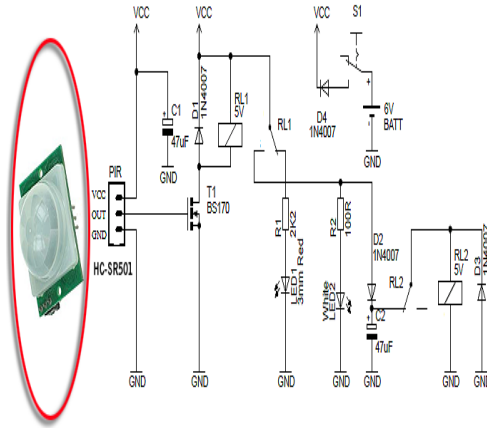 VCC
VCC
VCC
S1
C1
47uF
GND
D1
1N4007
RL1
5V
RL1
D4
1N4007
+
6V
BATT
GND
PIR
VCC
OUT
GND
HC-SR501
T1
BS170
R1
2K2
R2
100R
LED1
3mm Red
White
LED2
D2
1N4007
RL2
C2
47uF
RL2
5V
D3
1N4007
GND
GND
GND
GND
GND
GND
GND